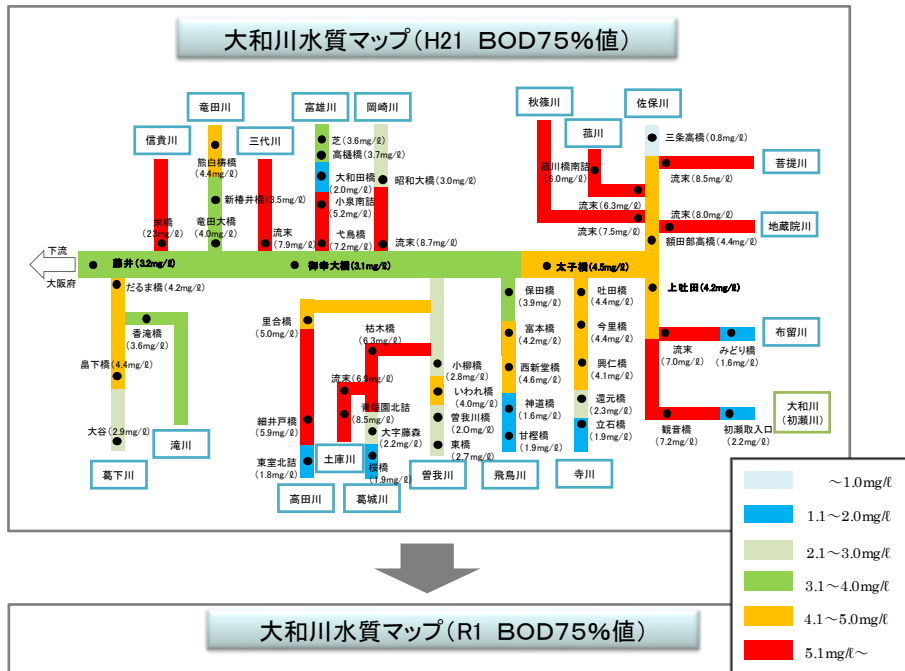 大和川水質マップ(H21 BOD75%値)
秋篠川
佐保川
竜田川
富雄川
岡崎川
菰川
信貴川
三代川
芝(3.6mg/ℓ)
高樋橋(3.7mg/ℓ)
三条高橋(0.8mg/ℓ)
菩提川
熊白梼橋
(4.4mg/ℓ)
大和田橋
(2.0mg/ℓ)
昭和大橋(3.0mg/ℓ)
菰川橋南詰
(6.0mg/ℓ)
流末
(8.5mg/ℓ)
新椿井橋(3.5mg/ℓ)
小泉南詰
(5.2mg/ℓ)
流末(6.3mg/ℓ)
地蔵院川
栄橋
(23mg/ℓ)
竜田大橋
(4.0mg/ℓ)
流末
(7.9mg/ℓ)
弋鳥橋
(7.2mg/ℓ)
流末(8.7mg/ℓ)
流末
(7.5mg/ℓ)
流末(8.0mg/ℓ)
額田部高橋(4.4mg/ℓ)
下流
大阪府
藤井(3.2mg/ℓ)
御幸大橋(3.1mg/ℓ)
太子橋(4.5mg/ℓ)
上吐田(4.2mg/ℓ)
だるま橋(4.2mg/ℓ)
香滝橋
(3.6mg/ℓ)
畠下橋(4.4mg/ℓ)
大谷(2.9mg/ℓ)
葛下川
滝川
里合橋
(5.0mg/ℓ)
枯木橋
(6.3mg/ℓ)
流末(6.9mg/ℓ)
青垣園北詰
(8.5mg/ℓ)
細井戸橋
(5.9mg/ℓ)
大字藤森
(2.2mg/ℓ)
東室北詰
(1.8mg/ℓ)
土庫川
桜橋
(1.9mg/ℓ)
高田川
葛城川
小柳橋
(2.8mg/ℓ)
いわれ橋
(4.0mg/ℓ)
曽我川橋
(2.0mg/ℓ)
東橋
(2.7mg/ℓ)
曽我川
保田橋
(3.9mg/ℓ)
富本橋
(4.2mg/ℓ)
西新堂橋
(4.6mg/ℓ)
神道橋
(1.6mg/ℓ)
甘樫橋
(1.9mg/ℓ)
飛鳥川
吐田橋
(4.4mg/ℓ)
今里橋
(4.4mg/ℓ)
興仁橋
(4.1mg/ℓ)
還元橋
(2.3mg/ℓ)
立石橋
(1.9mg/ℓ)
寺川
布留川
流末
(7.0mg/ℓ)
みどり橋
(1.6mg/ℓ)
大和川
(初瀬川)
観音橋
(7.2mg/ℓ)
初瀬取入口
(2.2mg/ℓ)
~1.0mg/ℓ
1.1~2.0mg/ℓ
2.1~3.0mg/ℓ
3.1~4.0mg/ℓ
4.1~5.0mg/ℓ
5.1mg/ℓ~
大和川水質マップ(R1 BOD75%値)